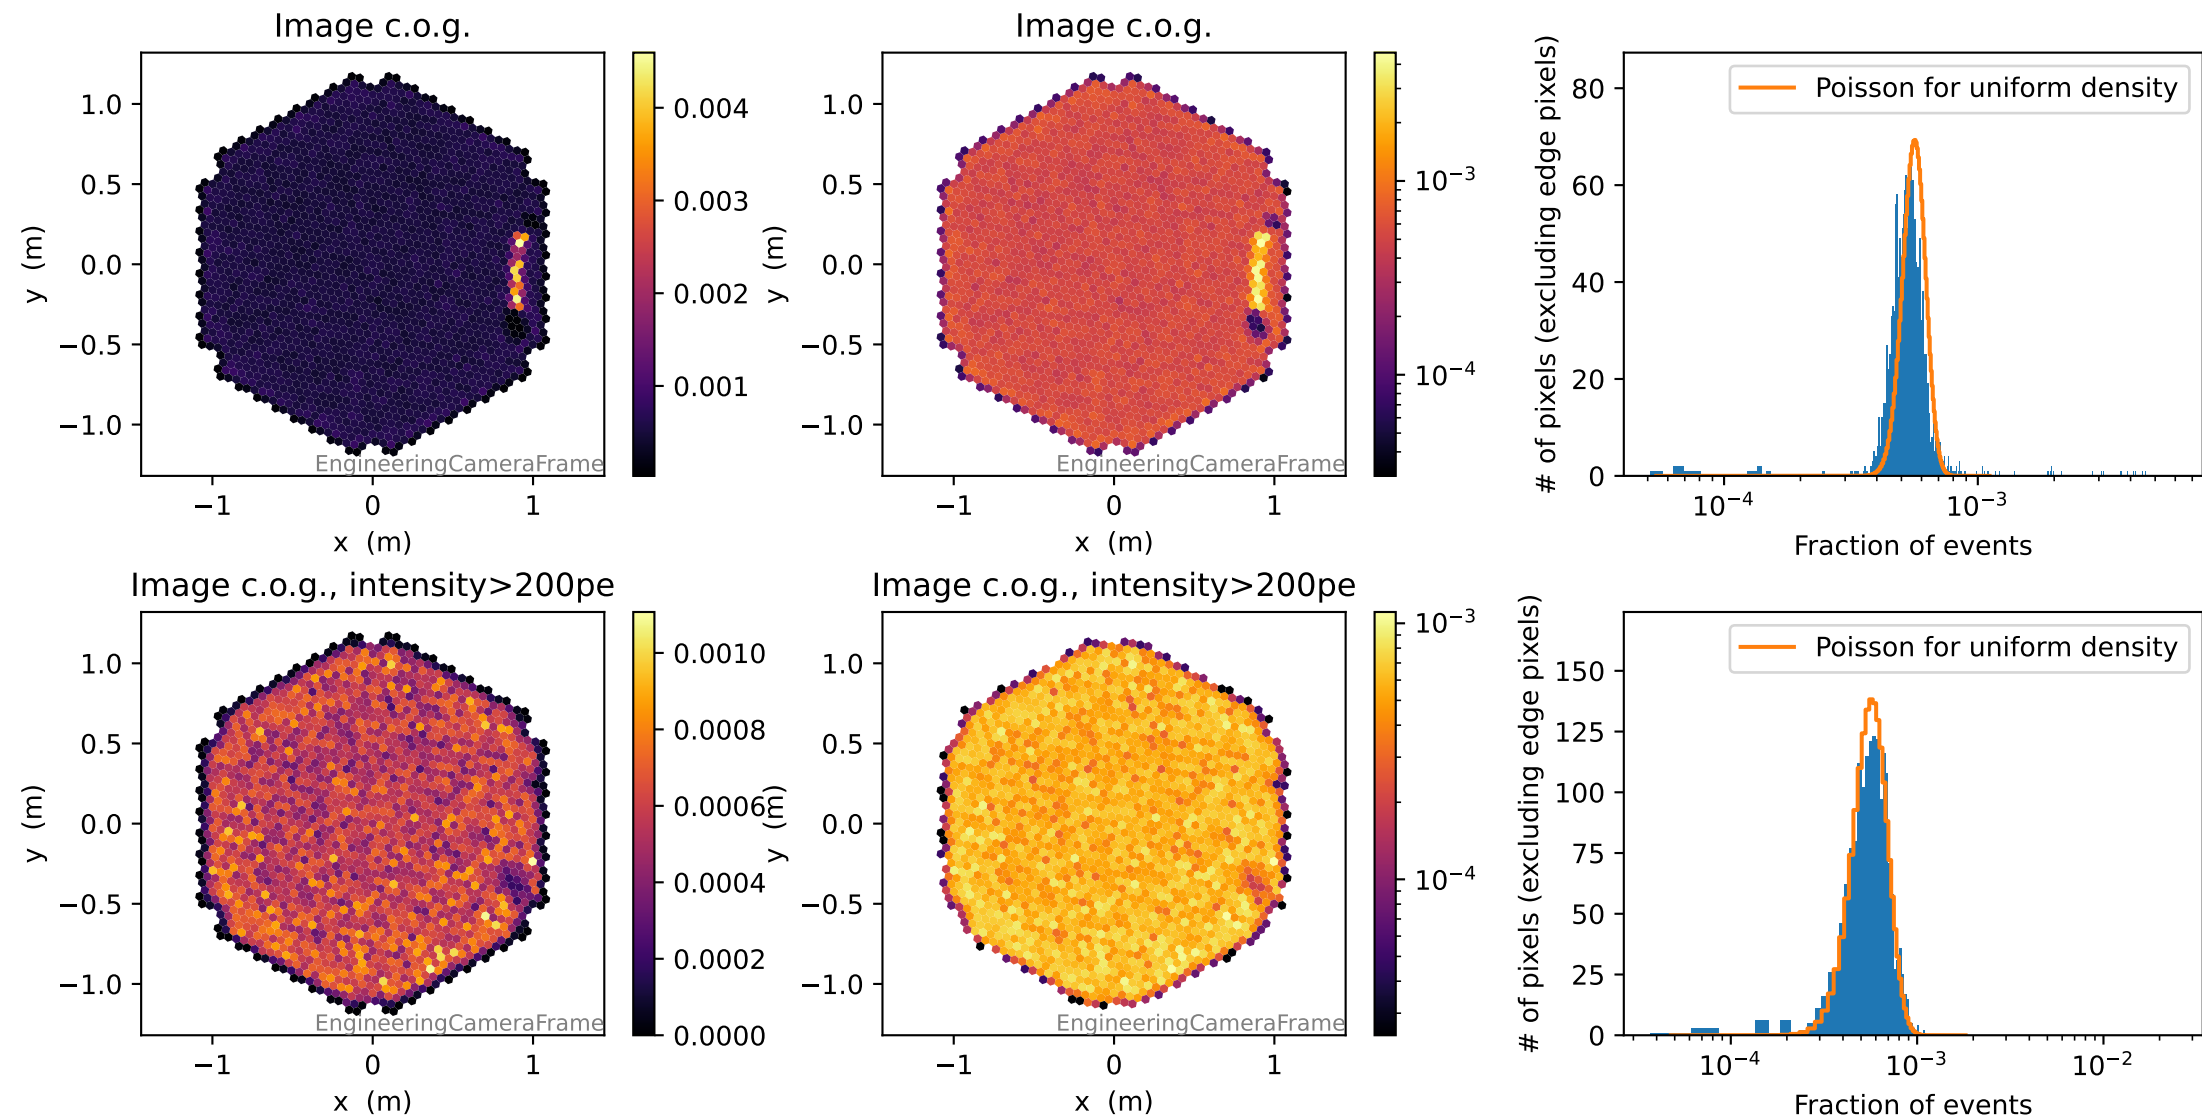 Image c.o.g.
1.0
0.5
0.0
−0.5
−1.0
y (m)
−1
0
1
x (m)
EngineeringCameraFrame
0.004
0.003
0.002
0.001
Image c.o.g.
1.0
0.5
0.0
−0.5
−1.0
y (m)
−1
0
1
x (m)
EngineeringCameraFrame
10−3
10−4
# of pixels (excluding edge pixels)
80
60
40
20
0
Poisson for uniform density
10−4
10−3
Fraction of events
Image c.o.g., intensity>200pe
1.0
0.5
0.0
−0.5
−1.0
y (m)
−1
0
1
x (m)
EngineeringCameraFrame
0.0010
0.0008
0.0006
0.0004
0.0002
0.0000
Image c.o.g., intensity>200pe
1.0
0.5
0.0
−0.5
−1.0
y (m)
−1
0
1
x (m)
EngineeringCameraFrame
10−3
10−4
# of pixels (excluding edge pixels)
150
125
100
75
50
25
0
Poisson for uniform density
10−4
10−3
10−2
Fraction of events